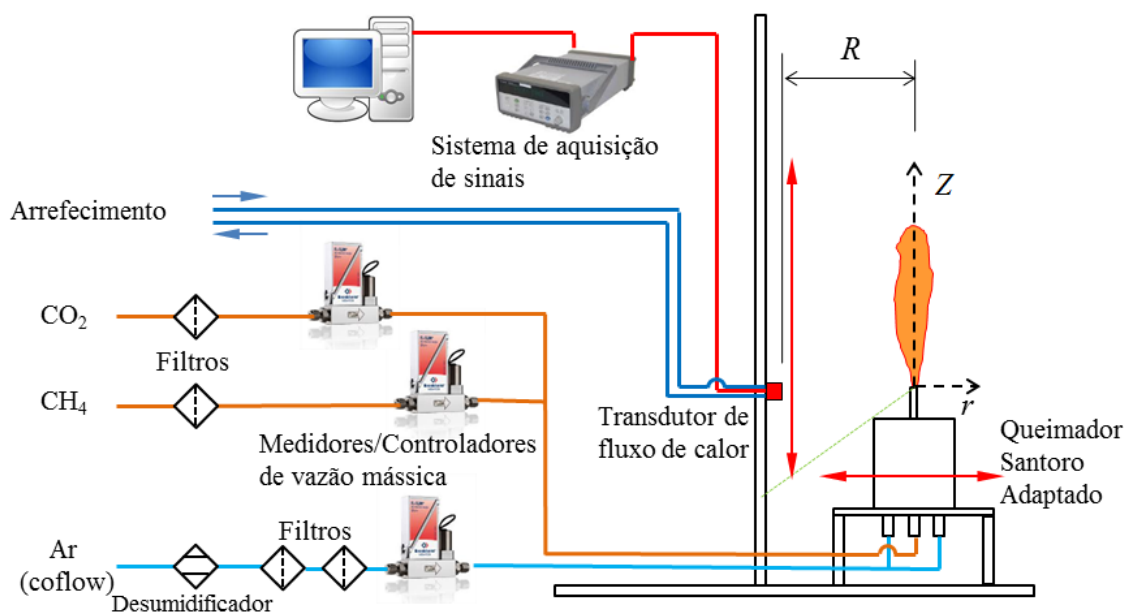 R
Sistema de aquisição
de sinais
Z
Arrefecimento
CO2
Filtros
CH4
Transdutor de
fluxo de calor
r
Medidores/Controladores
de vazão mássica
Queimador
Santoro
Adaptado
Filtros
Ar
(coflow)
Desumidificador